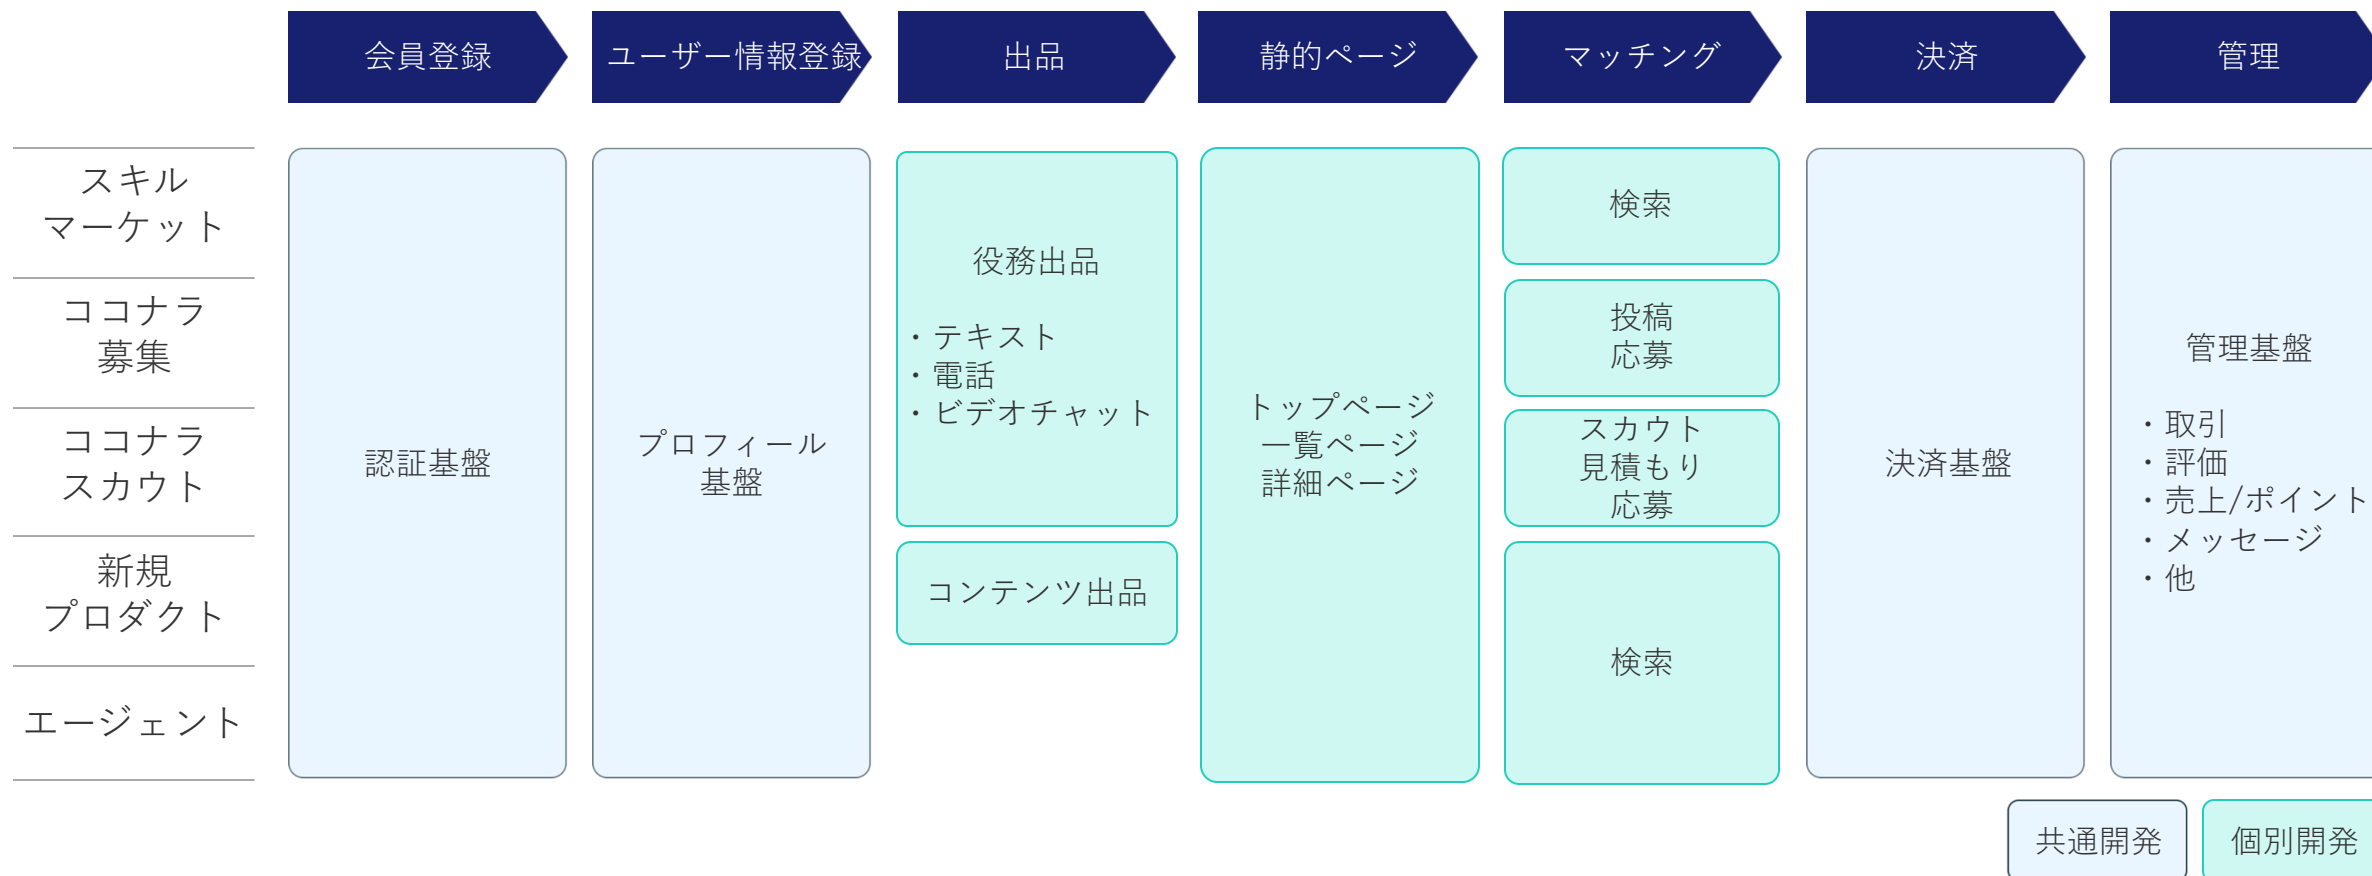 会員登録
ユーザー情報登録
出品
静的ページ
マッチング
決済
管理
スキル
マーケット
ココナラ
募集
ココナラ
スカウト
新規
プロダクト
エージェント
認証基盤
プロフィール
基盤
役務出品
・テキスト
・電話
・ビデオチャット
コンテンツ出品
トップページ
一覧ページ
詳細ページ
検索
投稿
応募
スカウト
見積もり
応募
検索
決済基盤
管理基盤
・取引
・評価
・売上/ポイント
・メッセージ
・他
共通開発
個別開発